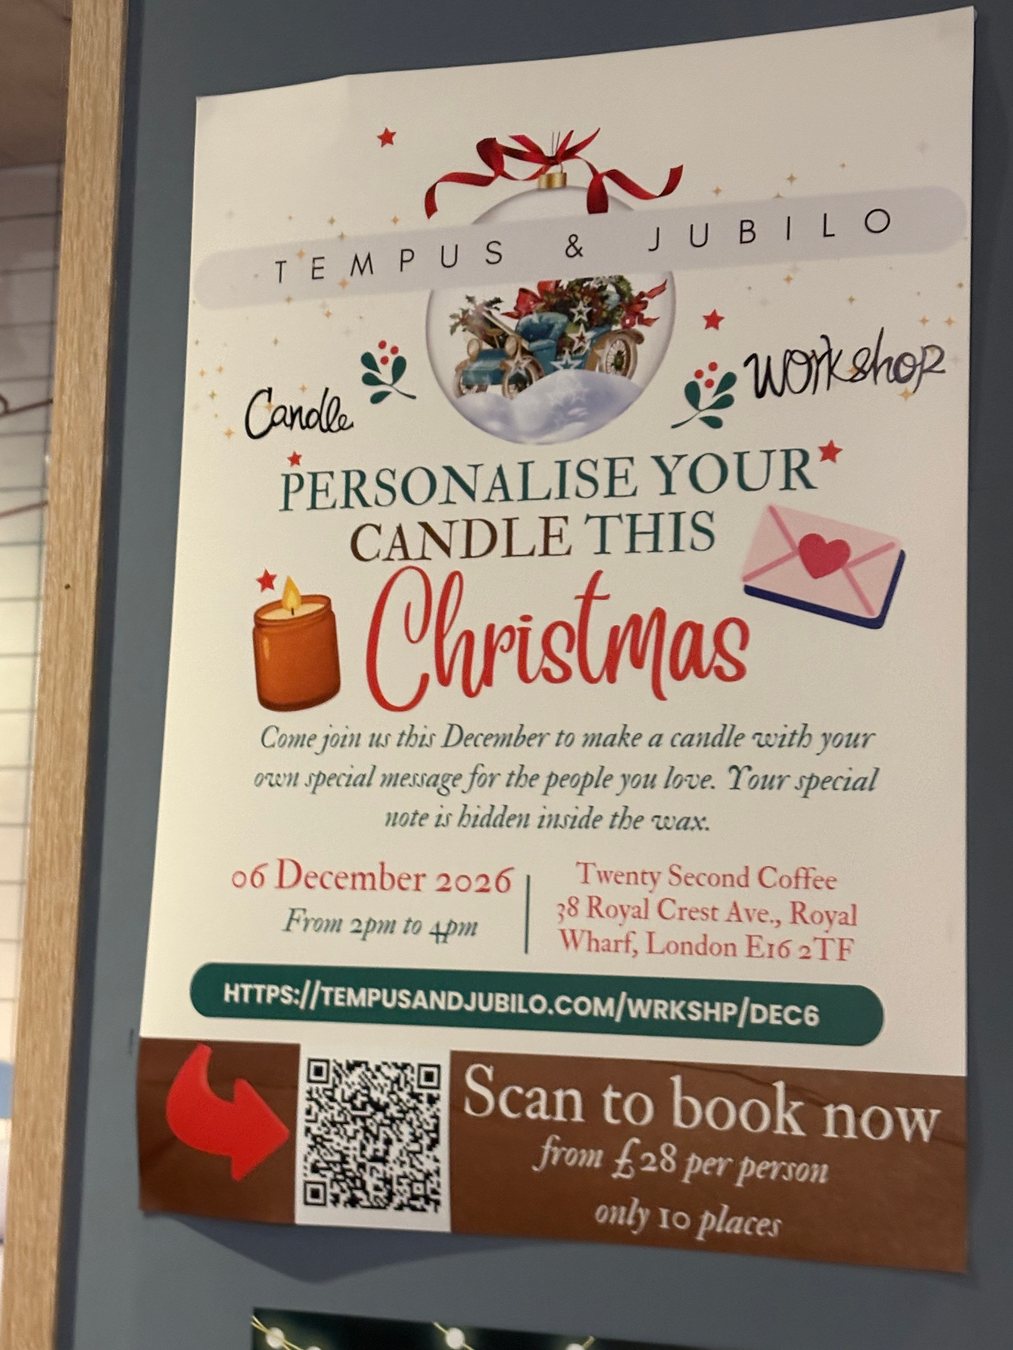 TEMPUS & JUBILO
Candle
WORKshOP
PERSONALISE YOUR
CANDLE THIS
Christmas
Come join us this December to make a candle with your
own special message for the people you love. Your special
note is hidden inside the wax.
06 December 2026
From 2pm to 4pm
Twenty Second Coffee
38 Royal Crest Ave., Royal
Wharf, London E16 2TF
HTTPS://TEMPUSANDJUBILO.COM/WRKSHP/DEC6
Scan to book now
from £28 per person
only 10 places